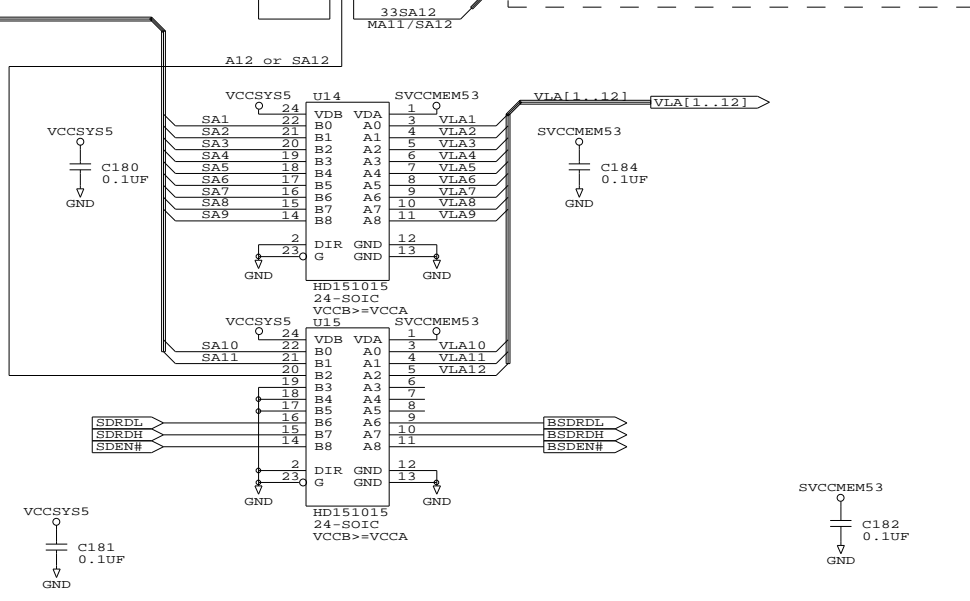 33SA12
MA11/SA12
A12 or SA12
VCCSYS5 U14 SVCCMEM53
24 VDB VDA 1
SA1 22 B0 A0 3 VLA1
SA2 21 B1 A1 4 VLA2
SA3 20 B2 A2 5 VLA3
SA4 19 B3 A3 6 VLA4
SA5 18 B4 A4 7 VLA5
SA6 17 B5 A5 8 VLA6
SA7 16 B6 A6 9 VLA7
SA8 15 B7 A7 10 VLA8
SA9 14 B8 A8 11 VLA9
2 DIR GND 12
23 G GND 13
GND GND
HD151015
24-SOIC
VCCB>=VCCA
VLA[1..12] VLA[1..12]
VCCSYS5
C180
0.1UF
GND
SVCCMEM53
C184
0.1UF
GND
VCCSYS5 U15 SVCCMEM53
24 VDB VDA 1
SA10 22 B0 A0 3 VLA10
SA11 21 B1 A1 4 VLA11
20 B2 A2 5 VLA12
19 B3 A3 6
18 B4 A4 7
17 B5 A5 8
SDRDL 16 B6 A6 9 BSDRDL
SDRDH 15 B7 A7 10 BSDRDH
SDEN# 14 B8 A8 11 BSDEN#
2 DIR GND 12
23 G GND 13
GND GND
HD151015
24-SOIC
VCCB>=VCCA
VCCSYS5
C181
0.1UF
GND
SVCCMEM53
C182
0.1UF
GND